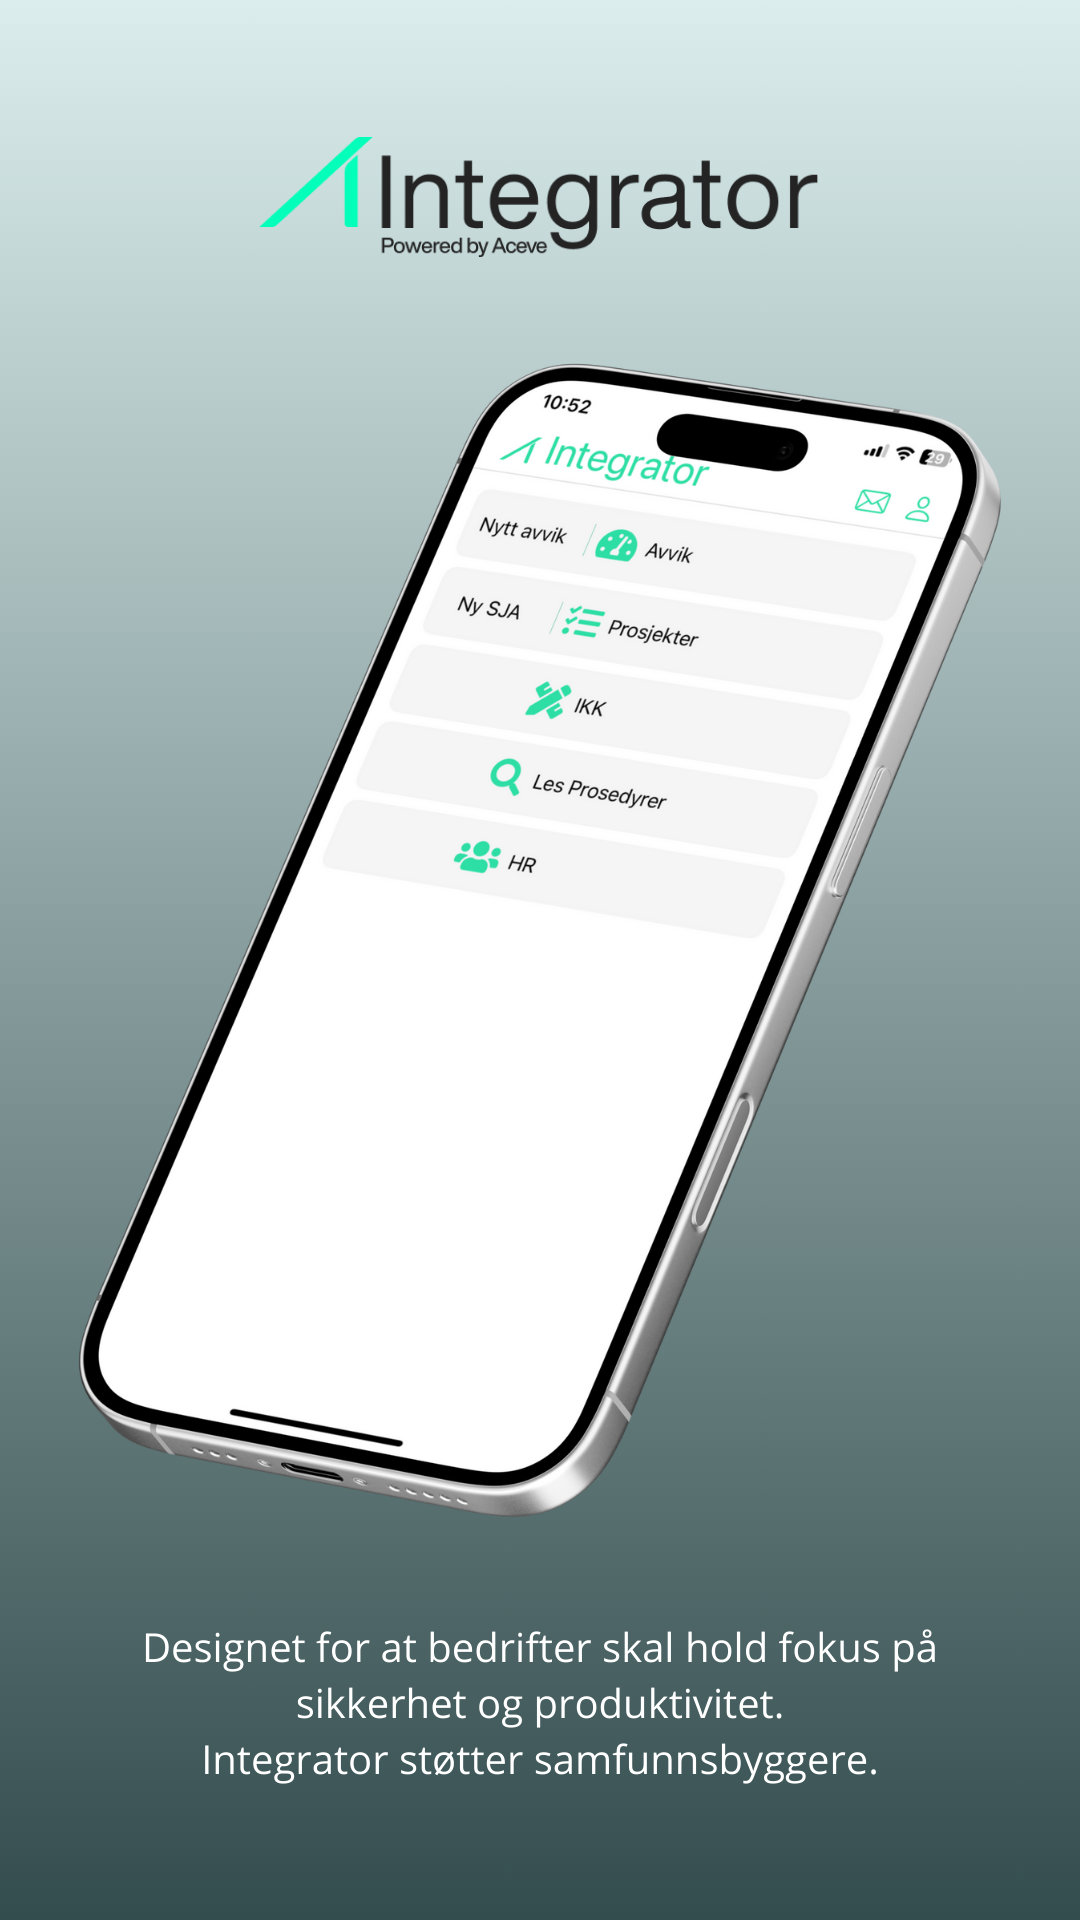 Integrator
Powered by Aceve
10:52
29
Integrator
Nytt avvik
Avvik
Ny SJA
Prosjekter
IKK
Les Prosedyrer
HR
Designet for at bedrifter skal hold fokus på
sikkerhet og produktivitet.
Integrator støtter samfunnsbyggere.